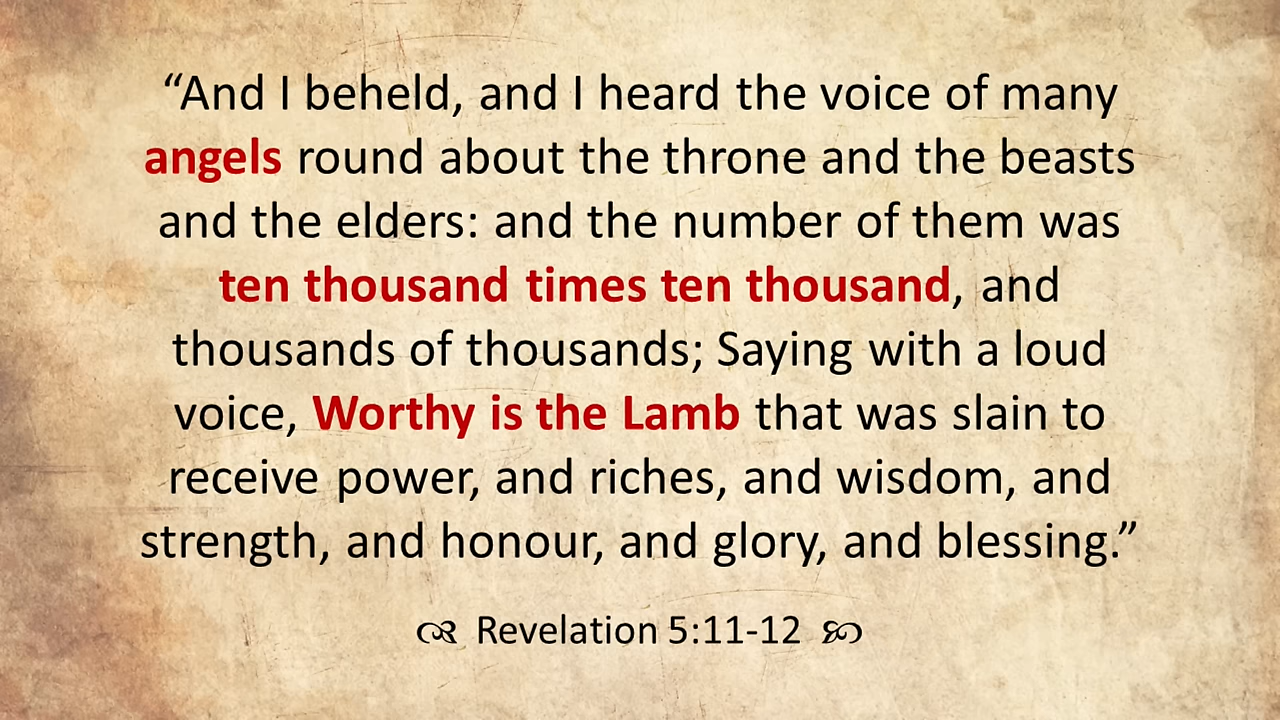 “And I beheld, and I heard the voice of many
angels round about the throne and the beasts
and the elders: and the number of them was
ten thousand times ten thousand, and
thousands of thousands; Saying with a loud
voice, Worthy is the Lamb that was slain to
receive power, and riches, and wisdom, and
strength, and honour, and glory, and blessing.”
Revelation 5:11-12